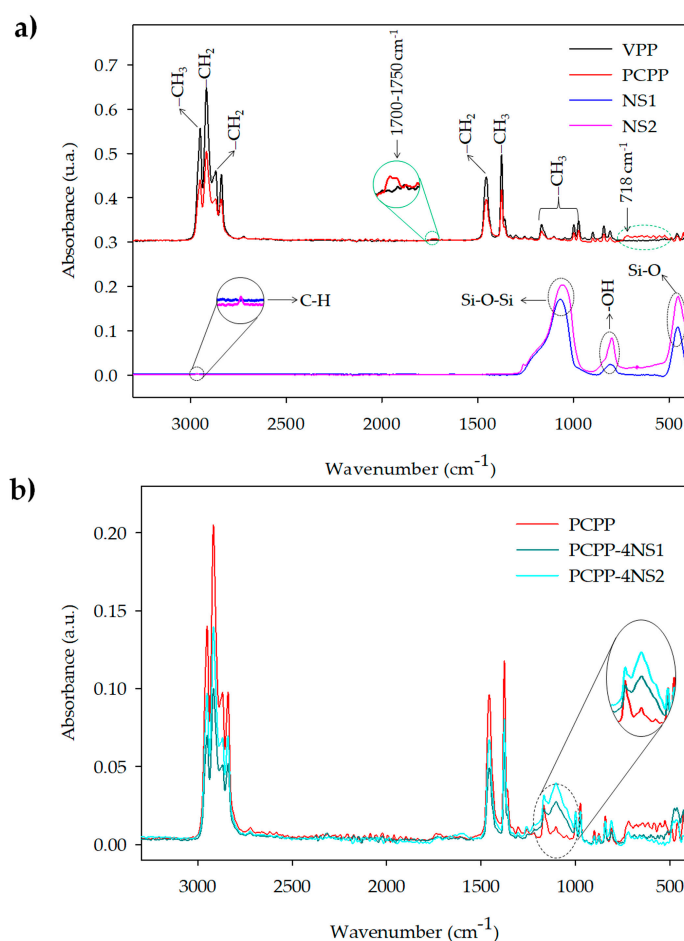 a)
Absorbance (u.a.)
0.7
0.6
0.5
0.4
0.3
0.2
0.1
0.0
–CH3
–CH2
–CH2
1700-1750 cm-1
–CH2
–CH3
–CH3
718 cm-1
VPP
PCPP
NS1
NS2
C-H
Si-O-Si
-OH
Si-O
3000 2500 2000 1500 1000 500
Wavenumber (cm-1)
b)
Absorbance (a.u.)
0.20
0.15
0.10
0.05
0.00
PCPP
PCPP-4NS1
PCPP-4NS2
3000 2500 2000 1500 1000 500
Wavenumber (cm-1)